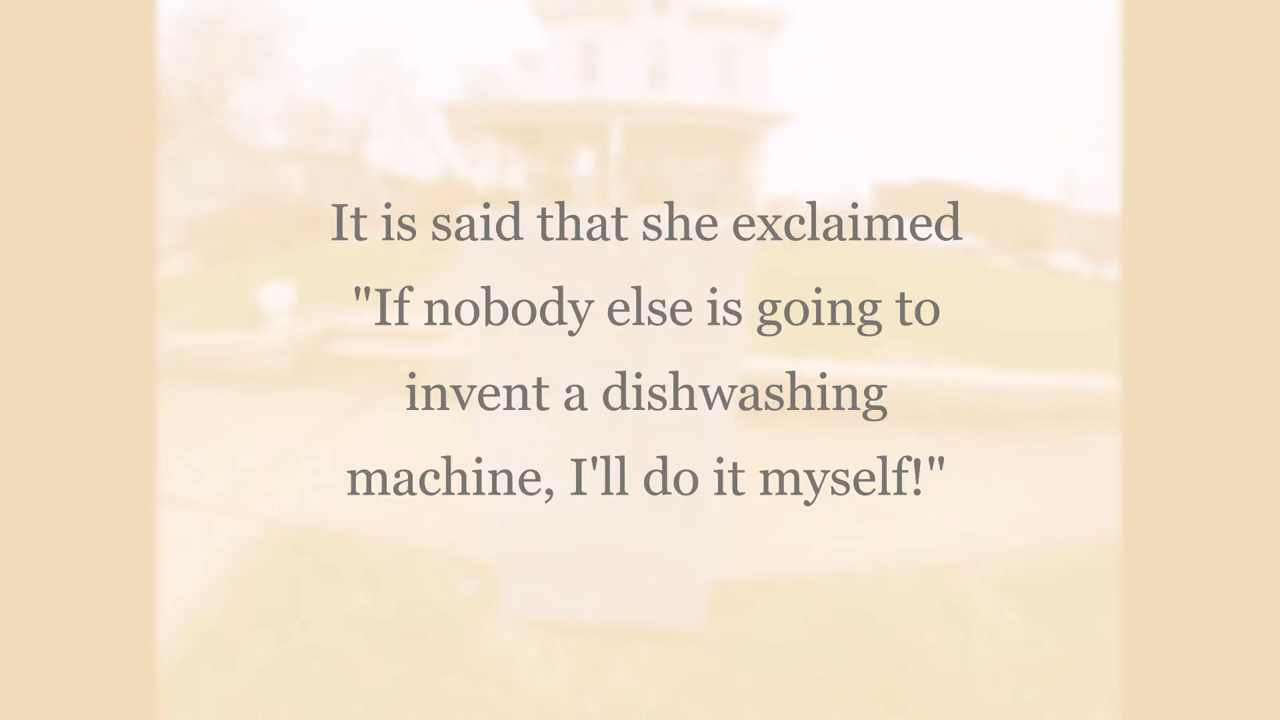 It is said that she exclaimed
"If nobody else is going to
invent a dishwashing
machine, I'll do it myself!"